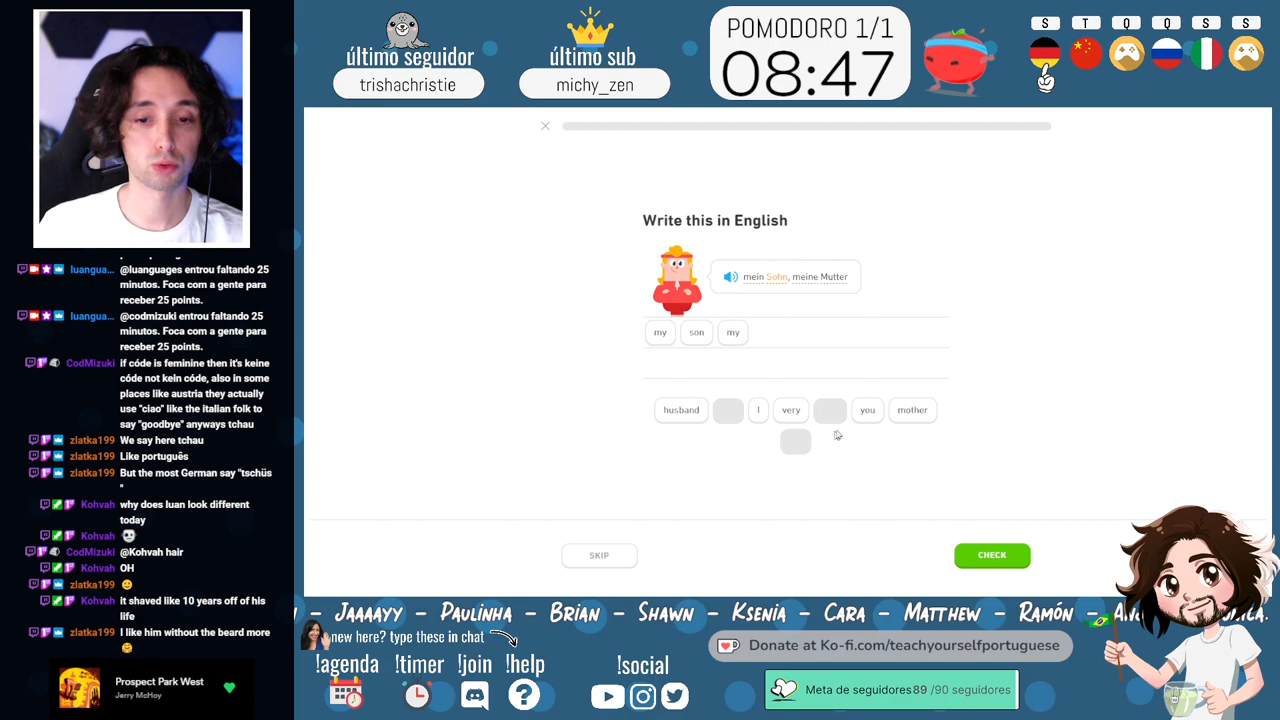 último seguidor
trishachristie
último sub
michy_zen
POMODORO 1/1
08:47
S T Q Q S S
@luanguages entrou faltando 25
minutos. Foca com a gente para
receber 25 points.
luangua... @codmizuki entrou faltando 25
minutos. Foca com a gente para
receber 25 points.
CodMizuki if códe is feminine then it's keine
códe not kein códe, also in some
places like austria they actually
use "ciao" like the italian folk to
say "goodbye" anyways tchau
zlatka199 We say here tchau
zlatka199 Like português
zlatka199 But the most German say "tschüs
"
Kohvah why does luan look different
today
Kohvah
CodMizuki @Kohvah hair
Kohvah OH
zlatka199
Kohvah it shaved like 10 years off of his
life
zlatka199 I like him without the beard more
Prospect Park West
Jerry McHoy
Write this in English
mein Sohn, meine Mutter
my son my
husband I very you mother
SKIP
CHECK
- JAAAAYY - PAULINHA - BRIAN - SHAWN - KSENIA - CARA - MATTHEW - RAMÓN -
new here? type these in chat
!agenda !timer !join !help !social
Donate at Ko-fi.com/teachyourselfportuguese
Meta de seguidores 89 /90 seguidores